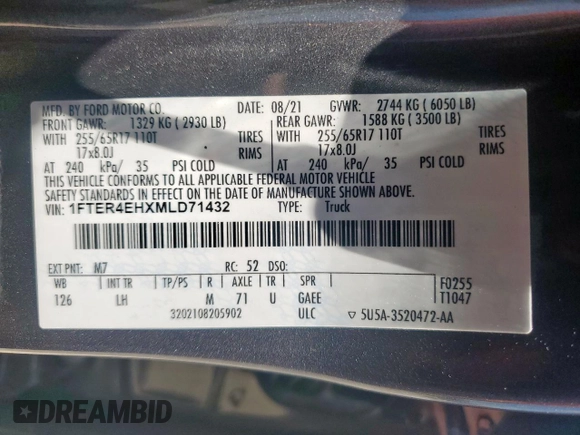 MFD. BY FORD MOTOR CO. DATE: 08/21 GVWR: 2744 KG ( 6050 LB)
FRONT GAWR: 1329 KG ( 2930 LB) REAR GAWR: 1588 KG ( 3500 LB)
WITH 255/65R17 110T TIRES WITH 255/65R17 110T TIRES
17x8.0J RIMS 17x8.0J RIMS
AT 240 kPa/ 35 PSI COLD AT 240 kPa/ 35 PSI COLD
THIS VEHICLE CONFORMS TO ALL APPLICABLE FEDERAL MOTOR VEHICLE
SAFETY STANDARDS IN EFFECT ON THE DATE OF MANUFACTURE SHOWN ABOVE.
VIN: 1FTER4EHXMLD71432 TYPE: Truck
EXT PNT: M7 RC: 52 DSO:
WB INT TR TP/PS R AXLE TR SPR F0255
126 LH M 71 U GAEE T1047
3202108205902 ULC ▽ 5U5A-3520472-AA
DREAMBID